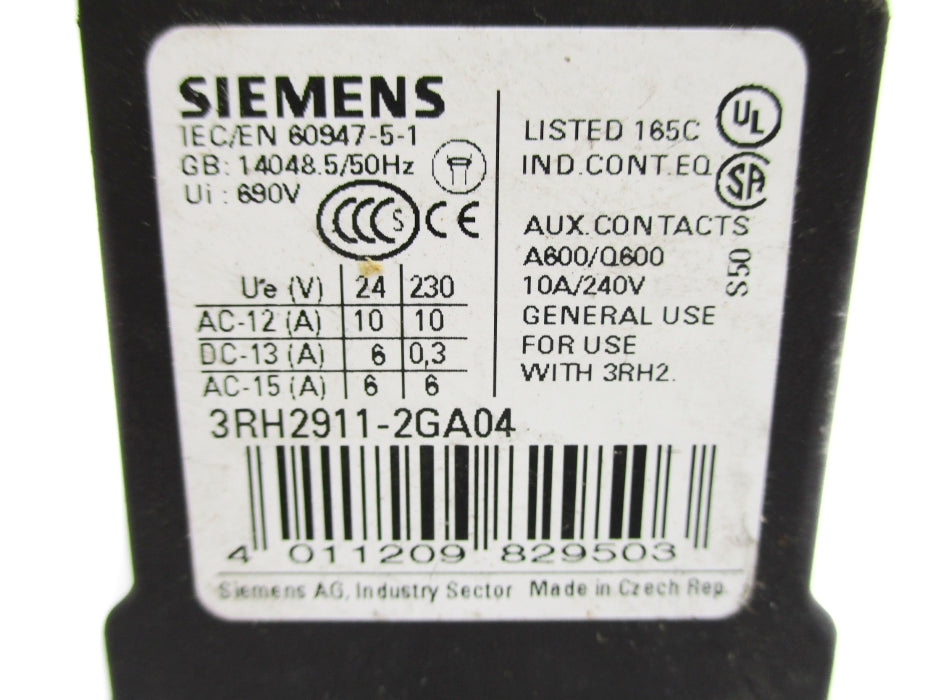 SIEMENS
IEC/EN 60947-5-1
GB: 14048.5/50Hz
Ui : 690V
CCC S
CE
Ue (V) 24 230
AC-12 (A) 10 10
DC-13 (A) 6 0,3
AC-15 (A) 6 6
LISTED 165C
UL
IND.CONT.EQ.
SA
AUX.CONTACTS
A600/Q600
10A/240V
S50
GENERAL USE
FOR USE
WITH 3RH2.
3RH2911-2GA04
4 011209 829503
Siemens AG, Industry Sector Made in Czech Rep.